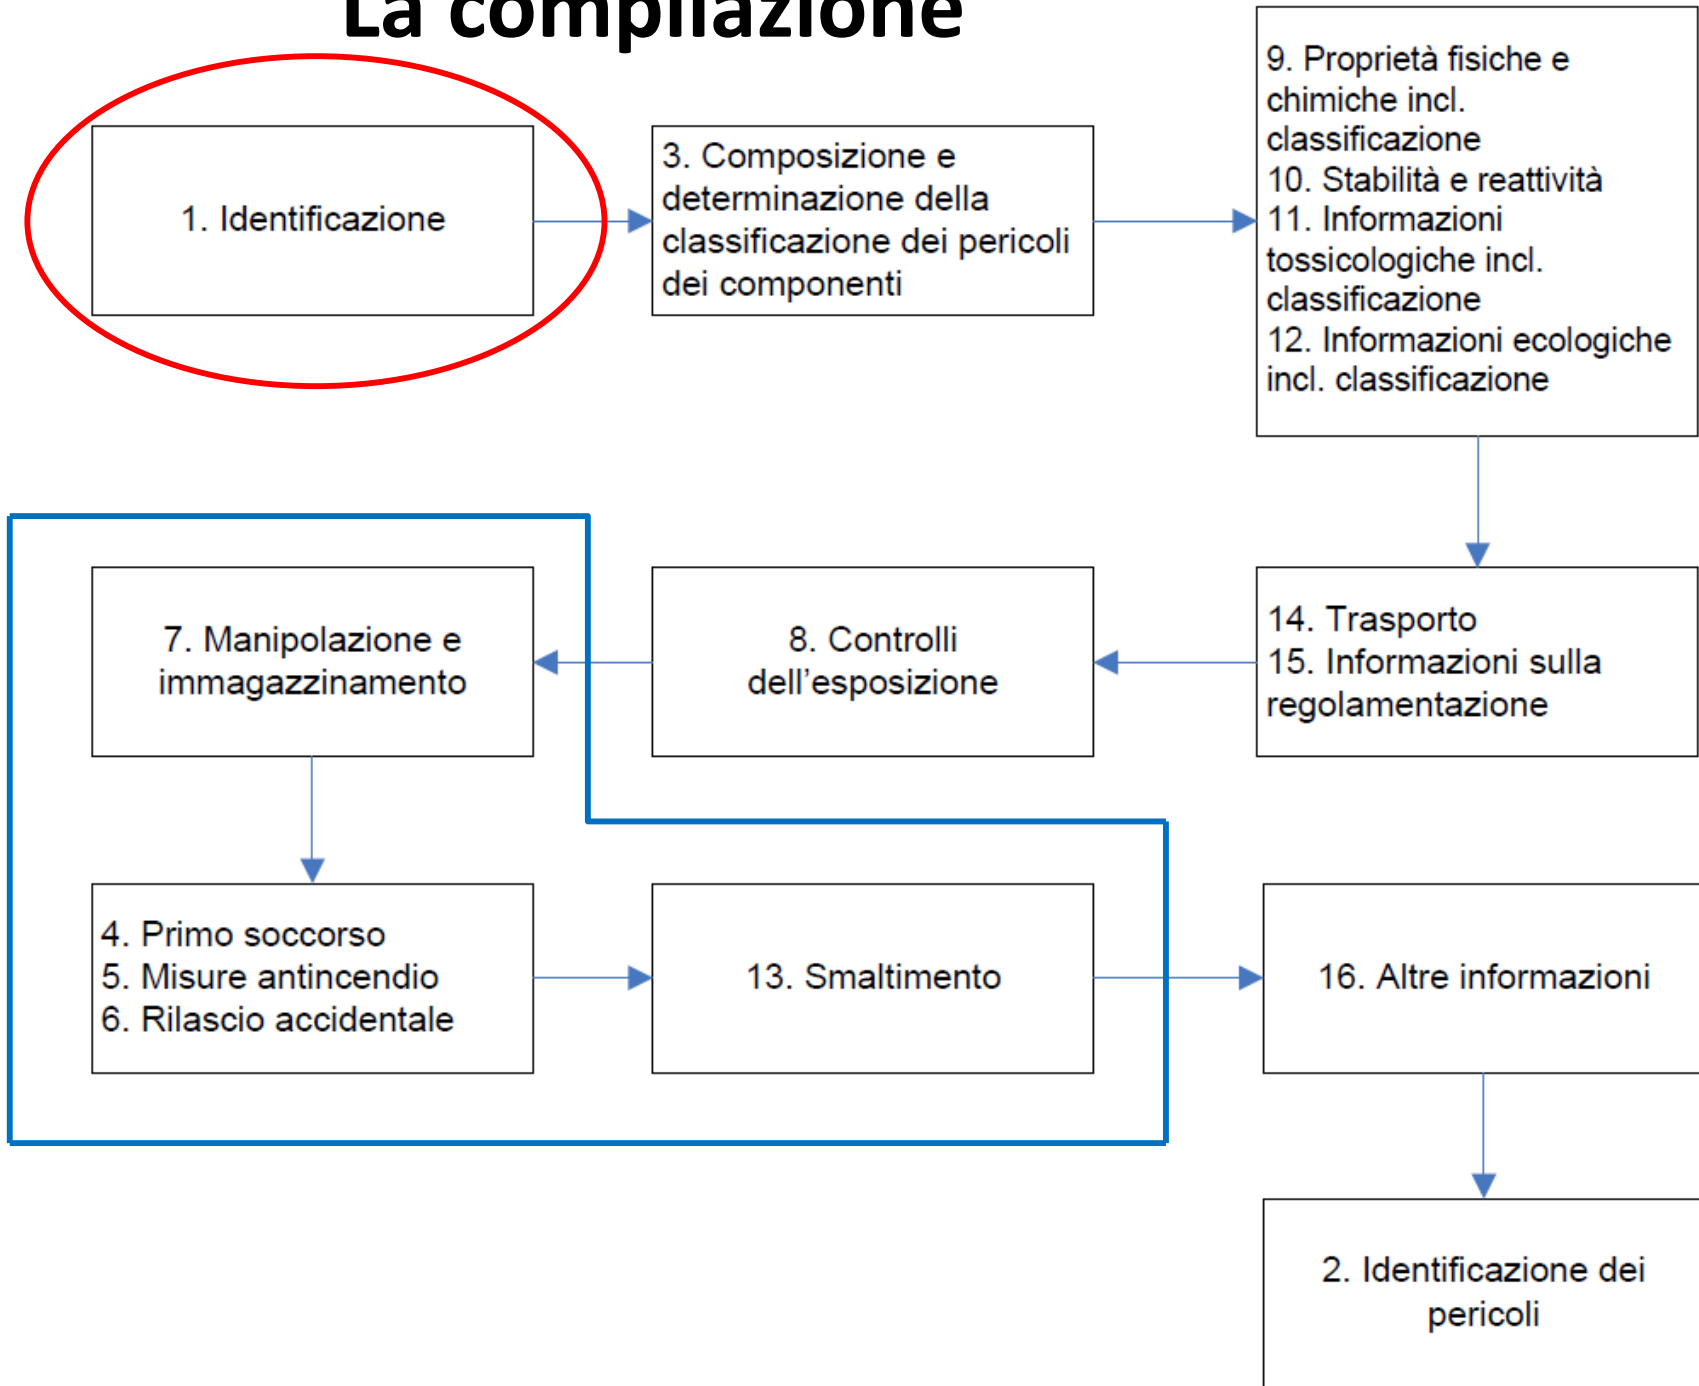 La compilazione
1. Identificazione
3. Composizione e
determinazione della
classificazione dei pericoli
dei componenti
9. Proprietà fisiche e
chimiche incl.
classificazione
10. Stabilità e reattività
11. Informazioni
tossicologiche incl.
classificazione
12. Informazioni ecologiche
incl. classificazione
7. Manipolazione e
immagazzinamento
8. Controlli
dell'esposizione
14. Trasporto
15. Informazioni sulla
regolamentazione
4. Primo soccorso
5. Misure antincendio
6. Rilascio accidentale
13. Smaltimento
16. Altre informazioni
2. Identificazione dei
pericoli